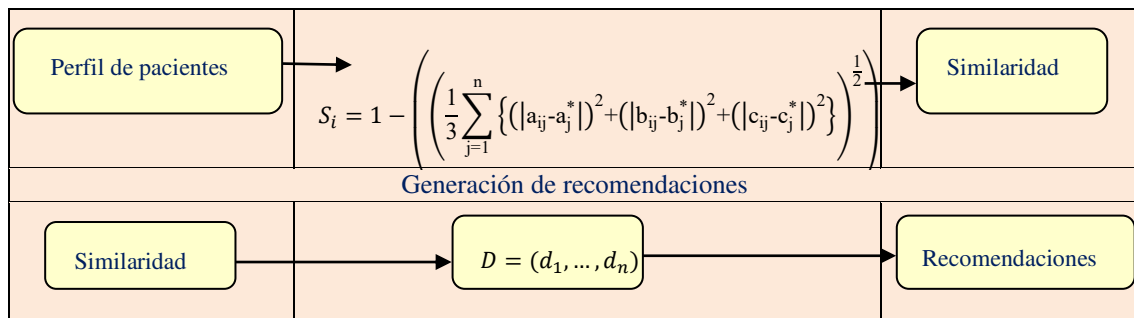 Perfil de pacientes
S_i = 1 − (((1/3) ∑_{j=1}^{n} {(|a_ij-a_j^*|)^2+(|b_ij-b_j^*|)^2+(|c_ij-c_j^*|)^2})^{1/2})
Similaridad
Generación de recomendaciones
Similaridad
D = (d_1, … , d_n)
Recomendaciones